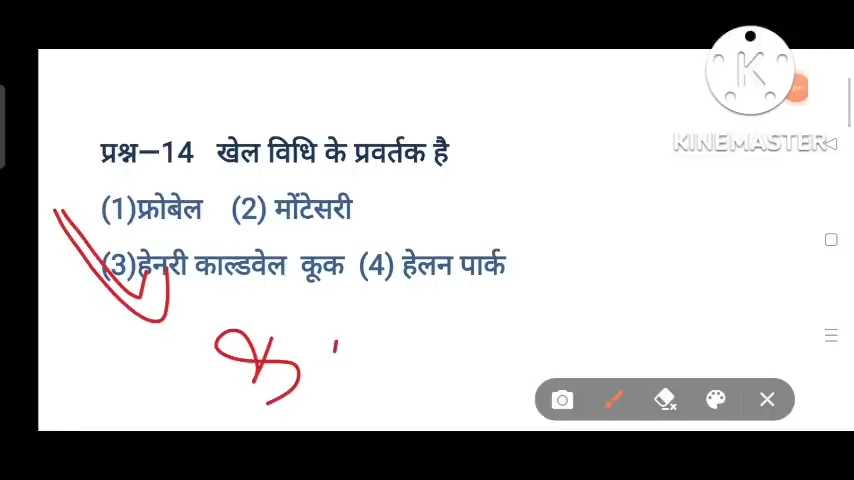 KINEMASTER
प्रश्न—14 खेल विधि के प्रवर्तक है
(1)फ्रोबेल (2) मोंटेसरी
(3)हेनरी काल्डवेल कूक (4) हेलन पार्क